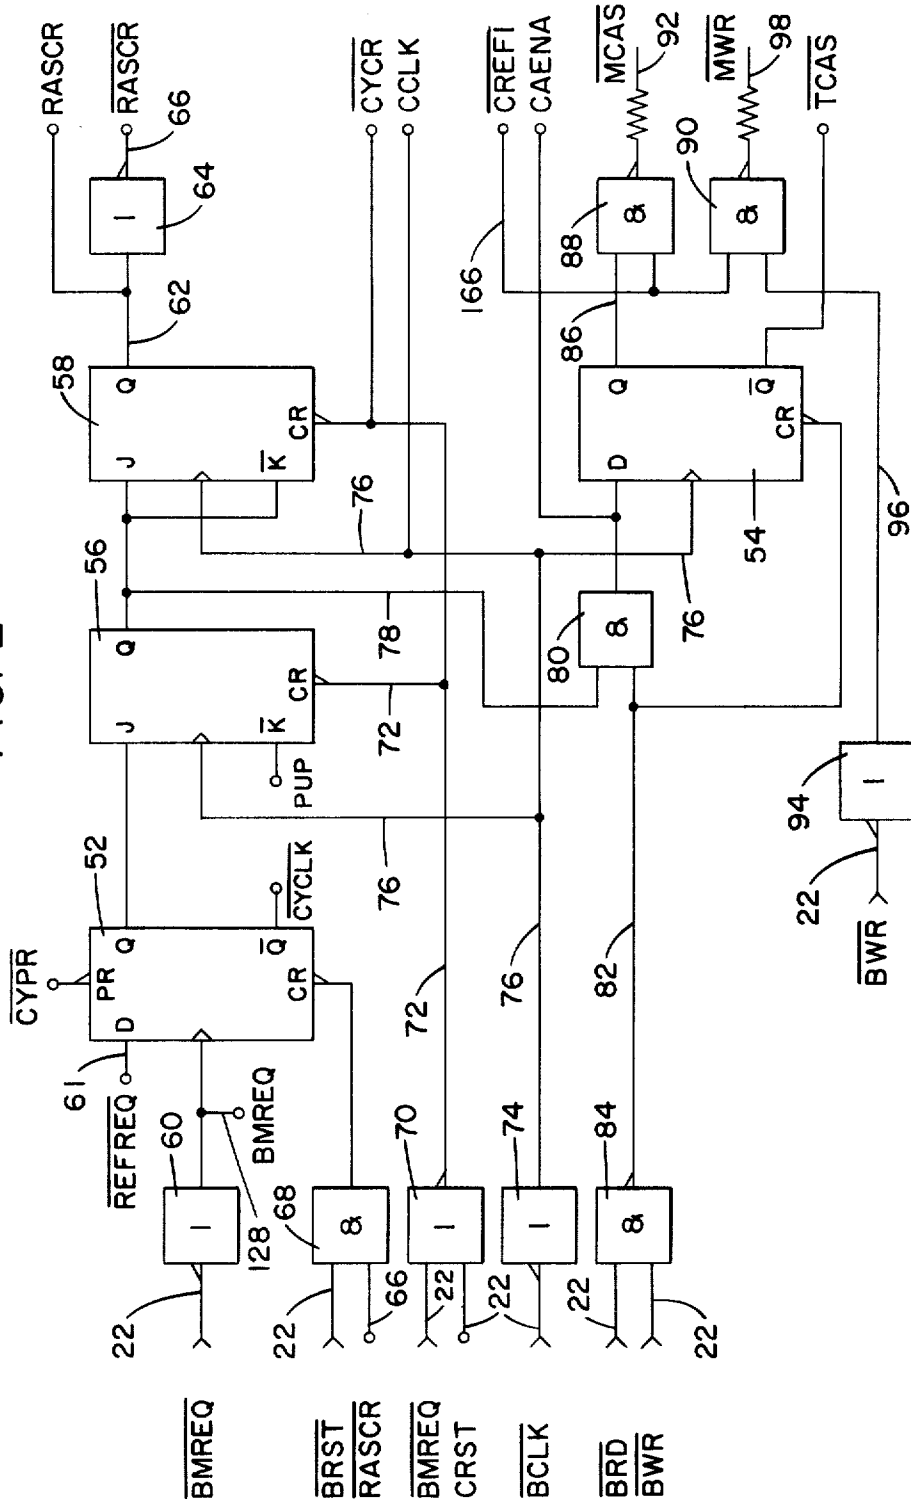 CYPR
RASCR
REFREQ
61
D
PR
Q
52
J
Q
56
J
Q
58
62
I
64
66
RASCR
BMREQ
22
I
60
128
BMREQ
CR
Q
CYCLK
PUP
K
CR
K
CR
BRST
RASCR
22
66
&
68
76
CYCR
BMREQ
CRST
22
22
I
70
72
76
72
78
CCLK
BCLK
I
74
76
166
CREFI
CAENA
BRD
BWR
22
22
&
84
82
80
&
76
D
Q
Q
CR
54
86
88
&
MCAS
92
90
&
MWR
98
TCAS
BWR
22
I
94
96